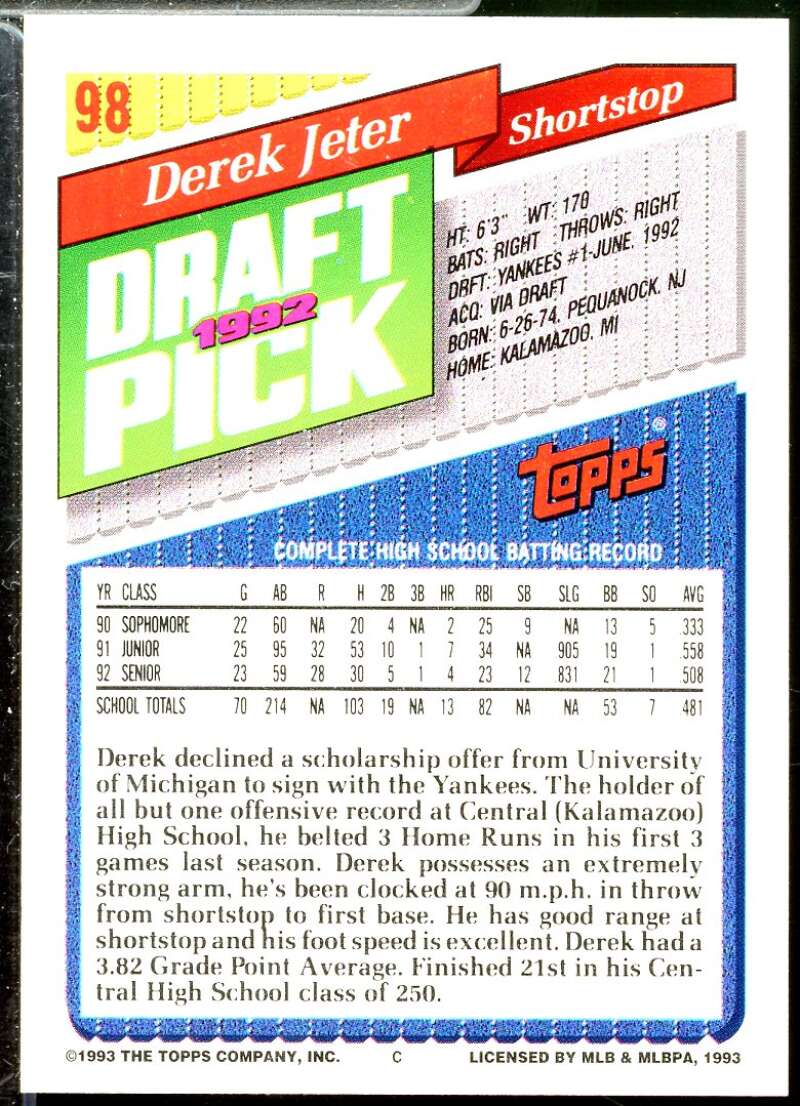 98
Derek Jeter
Shortstop
DRAFT
1992
PICK
HT: 6'3" WT: 170
BATS: RIGHT THROWS: RIGHT
DRFT: YANKEES #1-JUNE, 1992
ACQ: VIA DRAFT
BORN: 6-26-74, PEQUANOCK, NJ
HOME: KALAMAZOO, MI
Topps®
COMPLETE HIGH SCHOOL BATTING RECORD
YR CLASS G AB R H 2B 3B HR RBI SB SLG BB SO AVG
90 SOPHOMORE 22 60 NA 20 4 NA 2 25 9 NA 13 5 .333
91 JUNIOR 25 95 32 53 10 1 7 34 NA 905 19 1 .558
92 SENIOR 23 59 28 30 5 1 4 23 12 831 21 1 .508
SCHOOL TOTALS 70 214 NA 103 19 NA 13 82 NA NA 53 7 .481
Derek declined a scholarship offer from University
of Michigan to sign with the Yankees. The holder of
all but one offensive record at Central (Kalamazoo)
High School, he belted 3 Home Runs in his first 3
games last season. Derek possesses an extremely
strong arm, he's been clocked at 90 m.p.h. in throw
from shortstop to first base. He has good range at
shortstop and his foot speed is excellent. Derek had a
3.82 Grade Point Average. Finished 21st in his Cen-
tral High School class of 250.
©1993 THE TOPPS COMPANY, INC. C LICENSED BY MLB & MLBPA, 1993